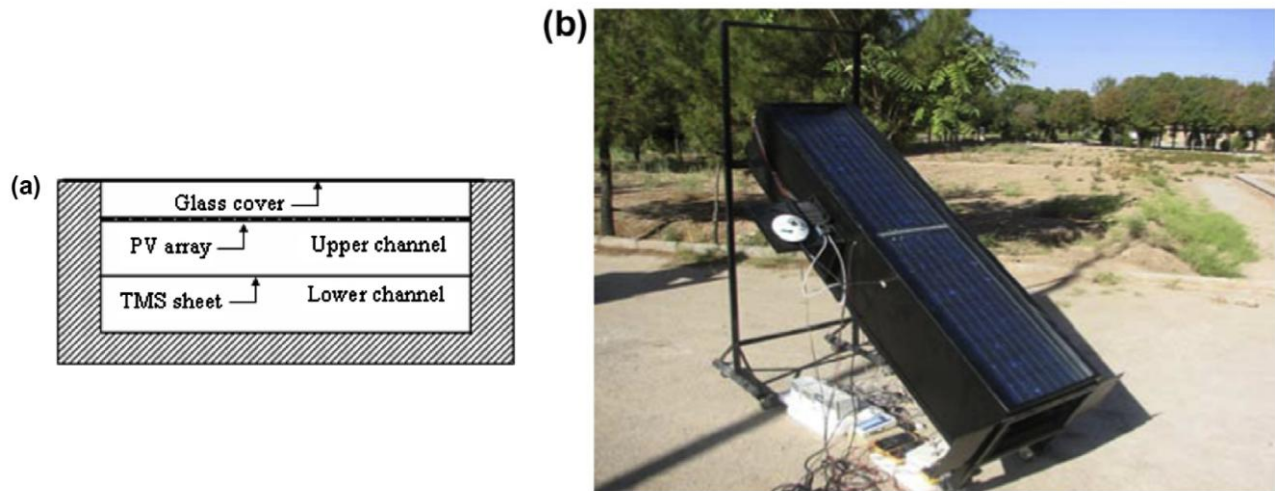 (a)
Glass cover
PV array
Upper channel
TMS sheet
Lower channel
(b)